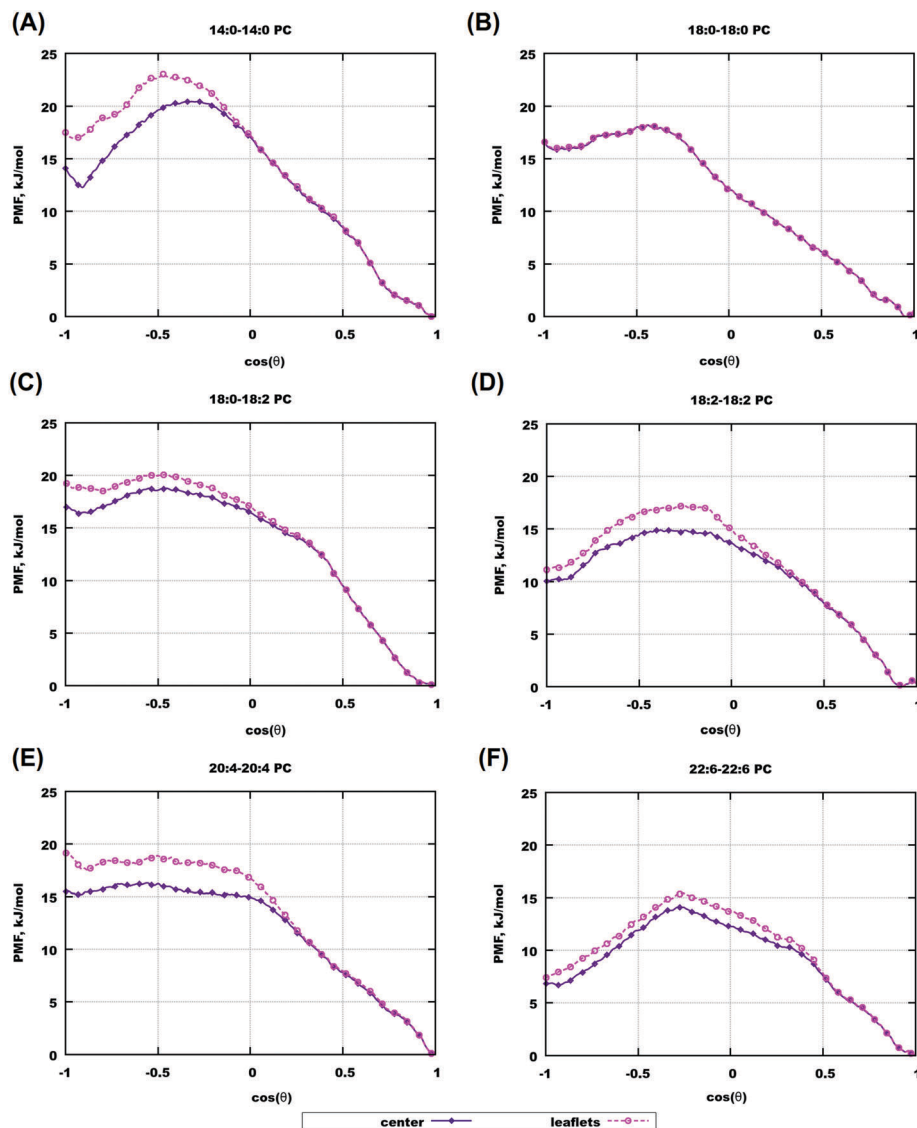 (A)
14:0-14:0 PC
25
20
15
10
5
0
PMF, kJ/mol
-1
-0.5
0
0.5
1
cos(θ)
(B)
18:0-18:0 PC
25
20
15
10
5
0
PMF, kJ/mol
-1
-0.5
0
0.5
1
cos(θ)
(C)
18:0-18:2 PC
25
20
15
10
5
0
PMF, kJ/mol
-1
-0.5
0
0.5
1
cos(θ)
(D)
18:2-18:2 PC
25
20
15
10
5
0
PMF, kJ/mol
-1
-0.5
0
0.5
1
cos(θ)
(E)
20:4-20:4 PC
25
20
15
10
5
0
PMF, kJ/mol
-1
-0.5
0
0.5
1
cos(θ)
(F)
22:6-22:6 PC
25
20
15
10
5
0
PMF, kJ/mol
-1
-0.5
0
0.5
1
cos(θ)
center leaflets